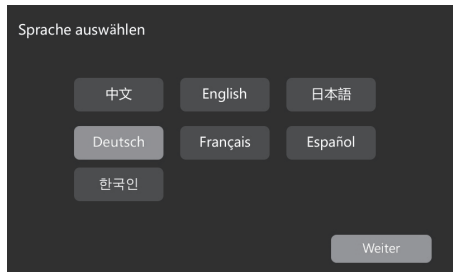 Sprache auswählen
中文 English 日本語
Deutsch Français Español
한국인
Weiter